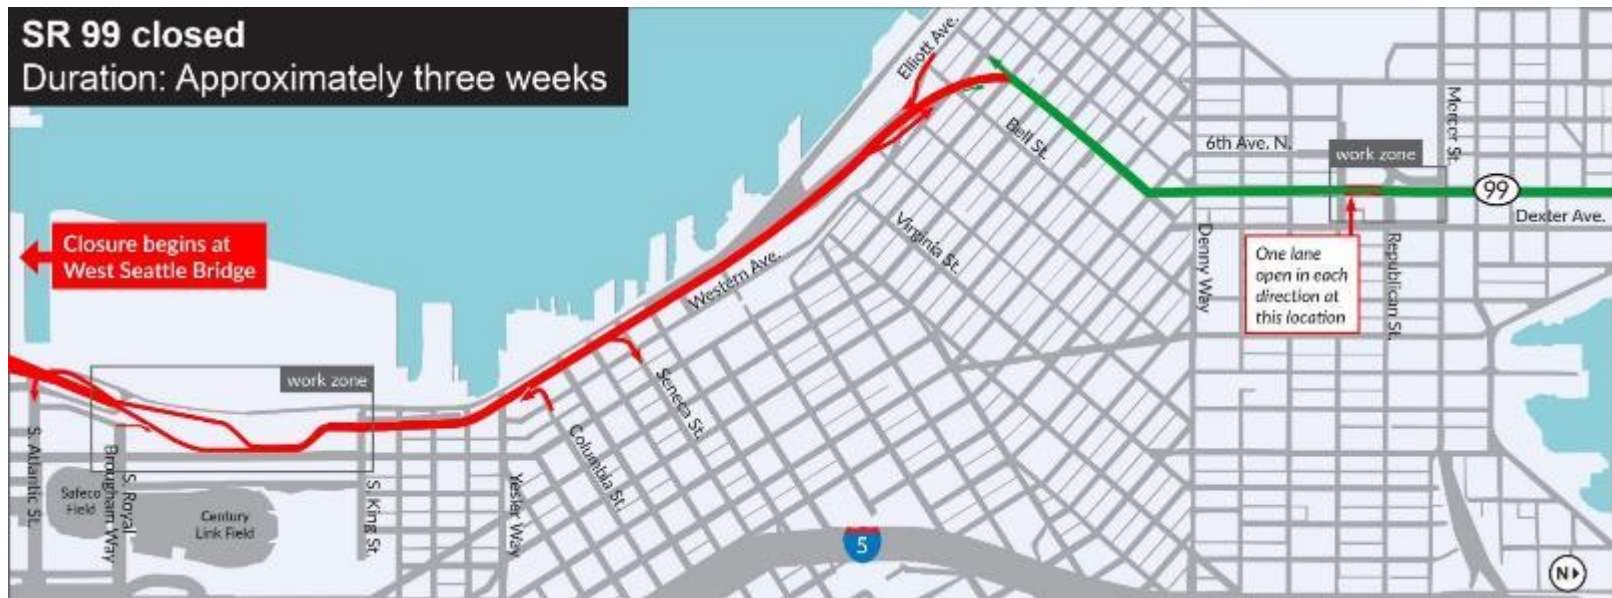 SR 99 closed
Duration: Approximately three weeks
Elliott Ave.
Bell St.
6th Ave. N.
Mercer St.
work zone
99
Dexter Ave.
Closure begins at
West Seattle Bridge
Virginia St.
Western Ave.
Denny Way
One lane
open in each
direction at
this location
Republican St.
work zone
Seneca St.
Columbia St.
S. Atlantic St.
Safeco
Field
S. Royal
Brougham Way
Century
Link Field
S. King St.
Yesler Way
5
N